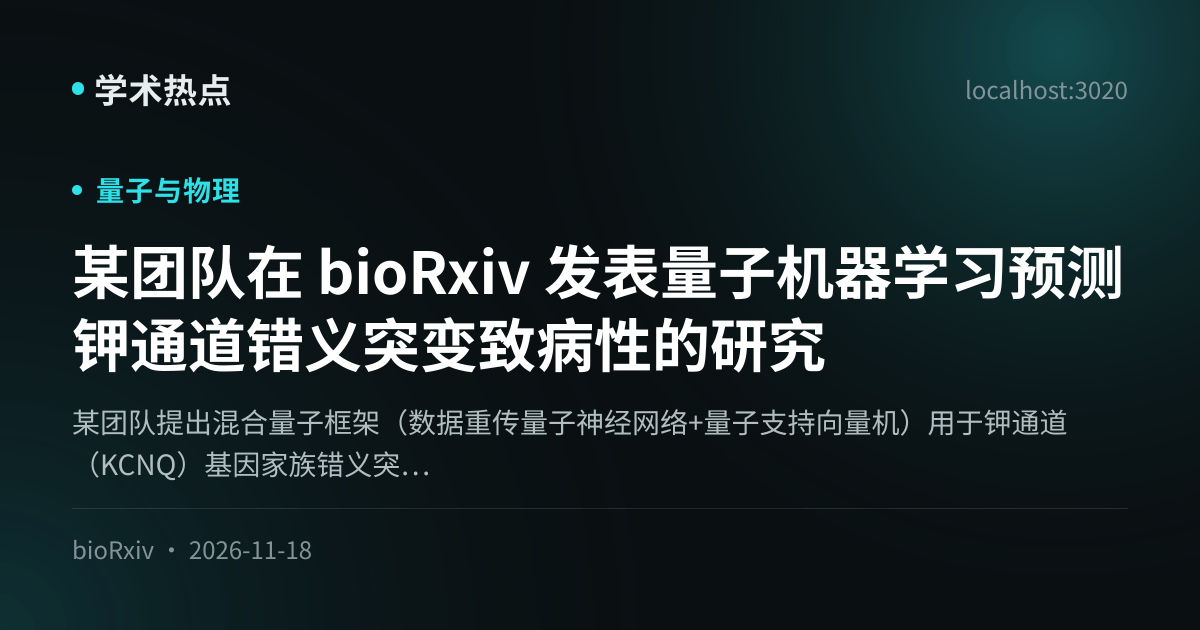 学术热点
localhost:3020
量子与物理
某团队在 bioRxiv 发表量子机器学习预测
钾通道错义突变致病性的研究
某团队提出混合量子框架（数据重传量子神经网络+量子支持向量机）用于钾通道
（KCNQ）基因家族错义突…
bioRxiv · 2026-11-18